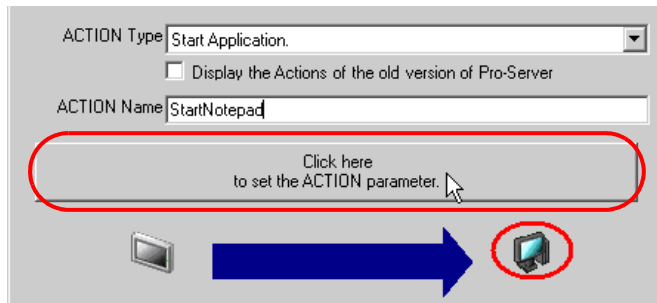 ACTION Type Start Application.
Display the Actions of the old version of Pro-Server
ACTION Name StartNotepad
Click here
to set the ACTION parameter.